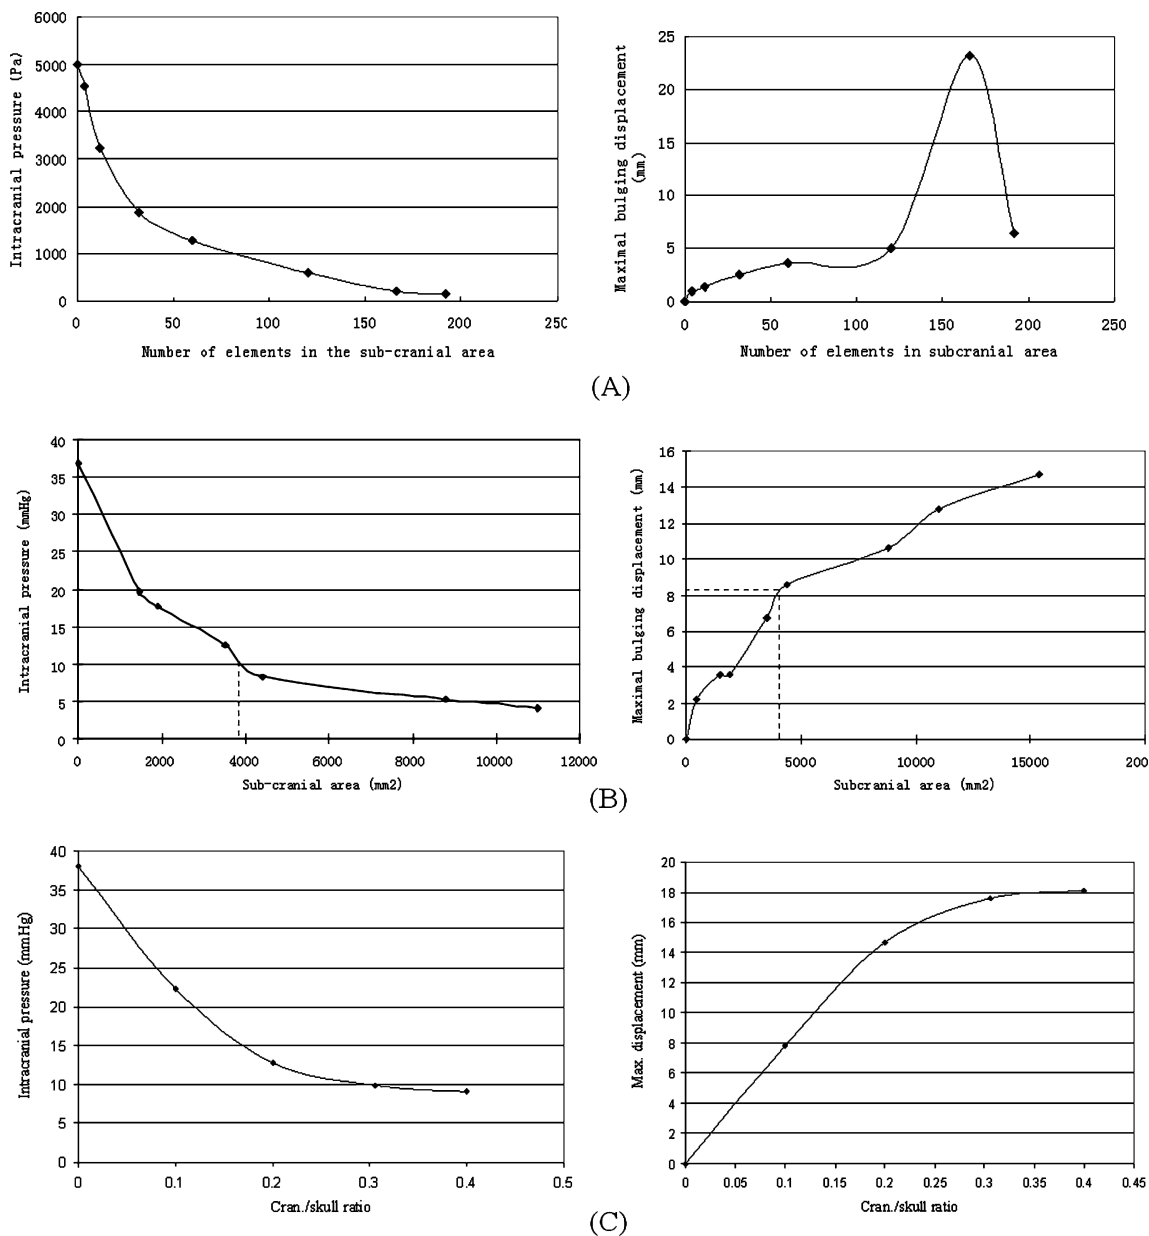 6000
5000
4000
3000
2000
1000
0
0 50 100 150 200 250
Intracranial pressure (Pa)
Number of elements in the sub-cranial area
25
20
15
10
5
0
0 50 100 150 200 250
Maximal bulging displacement
(mm)
Number of elements in subcranial area
(A)
40
35
30
25
20
15
10
5
0
0 2000 4000 6000 8000 10000 12000
Intracranial pressure (mmHg)
Sub-cranial area (mm2)
16
14
12
10
8
6
4
2
0
0 5000 10000 15000 200
Maximal bulging displacement (mm)
Subcranial area (mm2)
(B)
40
35
30
25
20
15
10
5
0
0 0.1 0.2 0.3 0.4 0.5
Intracranial pressure (mmHg)
Cran./skull ratio
20
18
16
14
12
10
8
6
4
2
0
0 0.05 0.1 0.15 0.2 0.25 0.3 0.35 0.4 0.45
Max. displacement (mm)
Cran./skull ratio
(C)